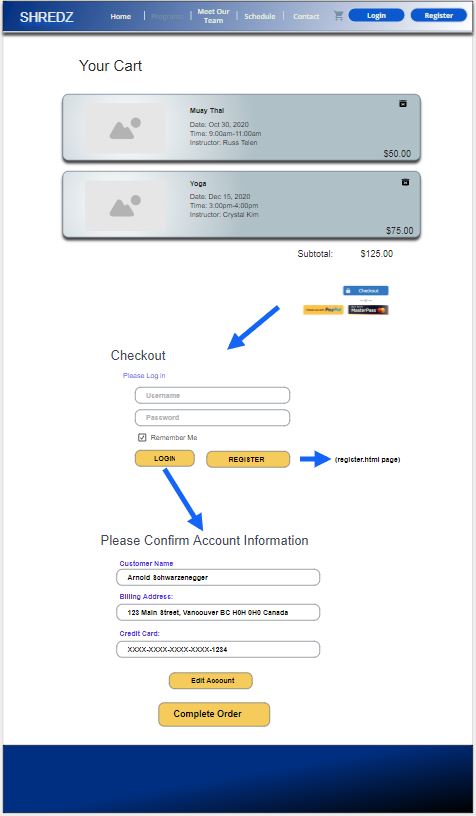 SHREDZ
Home
Programs
Meet Our
Team
Schedule
Contact
Login
Register
Your Cart
Muay Thai
Date: Oct 30, 2020
Time: 9:00am-11:00am
Instructor: Russ Telen
$50.00
Yoga
Date: Dec 15, 2020
Time: 3:00pm-4:00pm
Instructor: Crystal Kim
$75.00
Subtotal: $125.00
Checkout
PayPal
MasterPass
Checkout
Please Log in
Username
Password
Remember Me
LOGIN
REGISTER
(register.html page)
Please Confirm Account Information
Customer Name
Arnold Schwarzenegger
Billing Address:
123 Main Street, Vancouver BC H0H 0H0 Canada
Credit Card:
XXXX-XXXX-XXXX-XXXX-1234
Edit Account
Complete Order